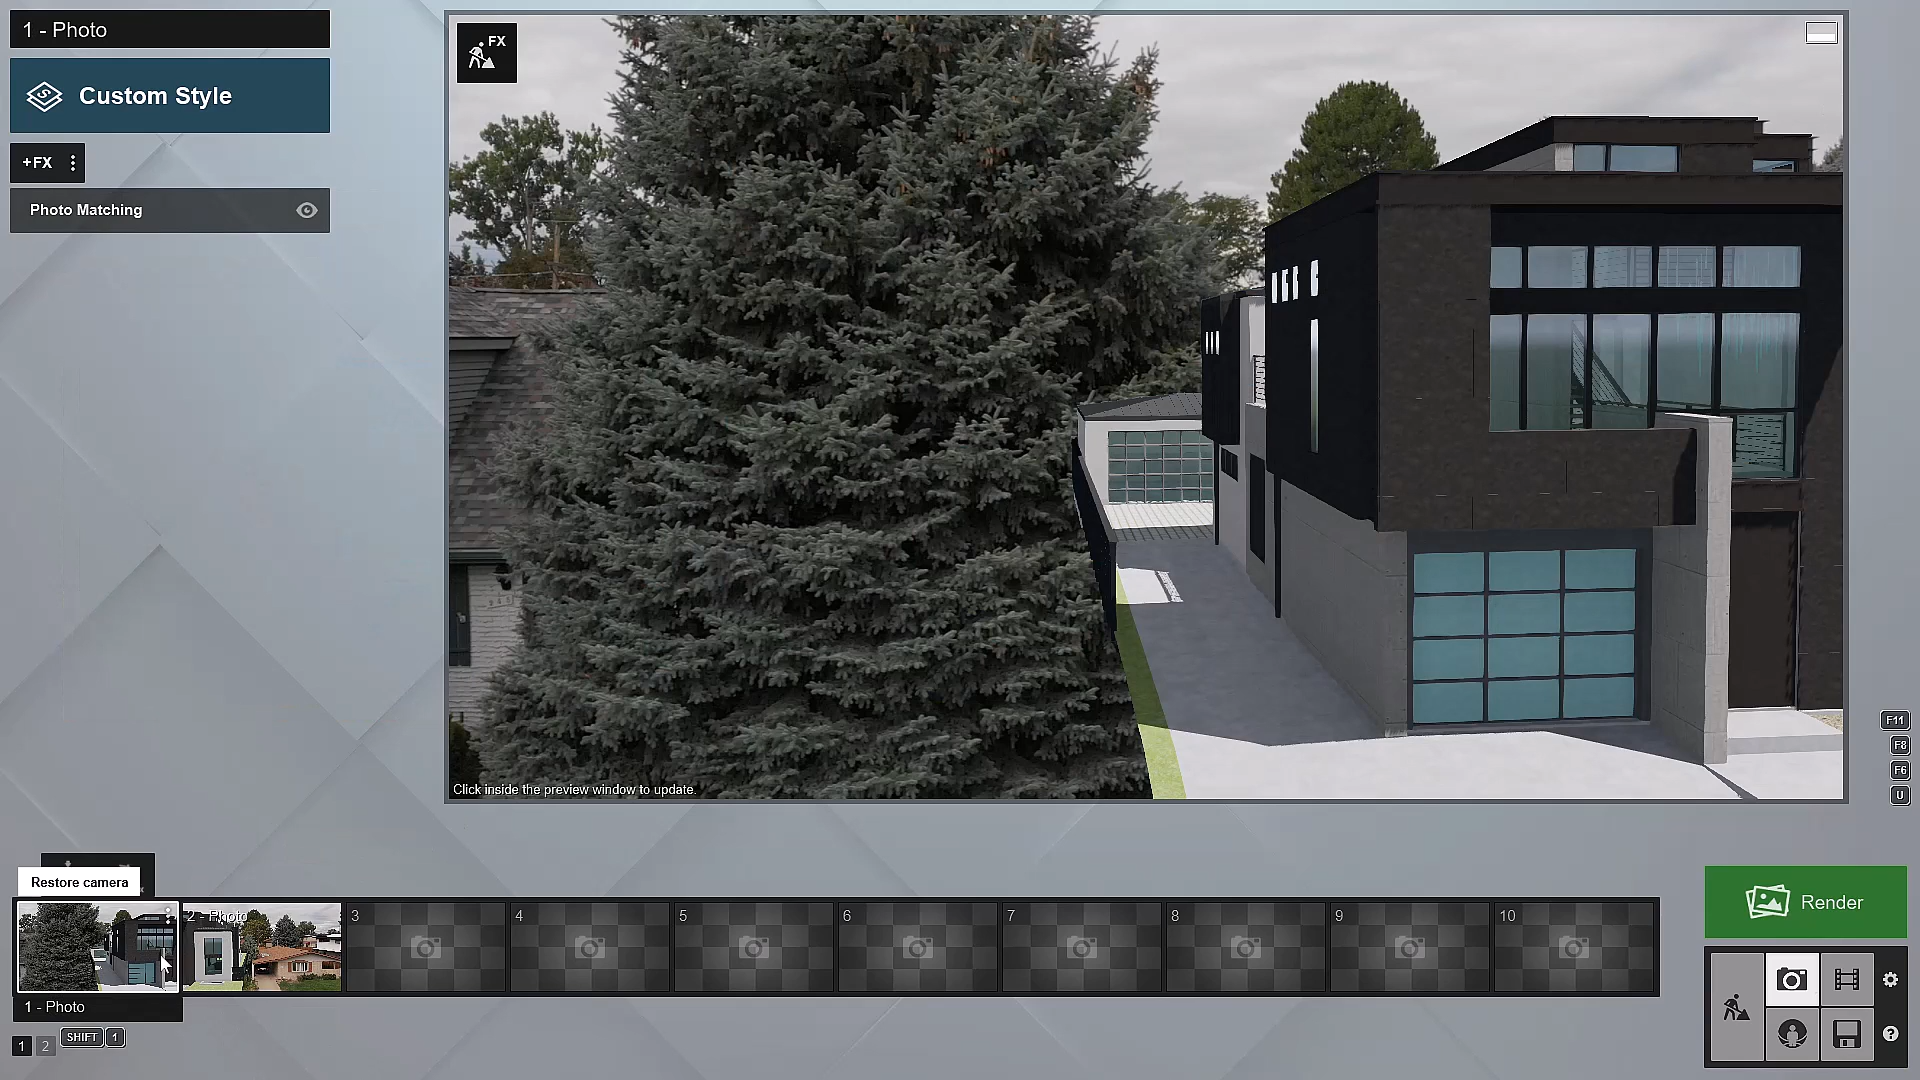 1 - Photo
Custom Style
+FX
Photo Matching
FX
Click inside the preview window to update.
F11
F8
F6
U
Restore camera
2 - Photo
3
4
5
6
7
8
9
10
1 - Photo
1
2
SHIFT
1
Render
?